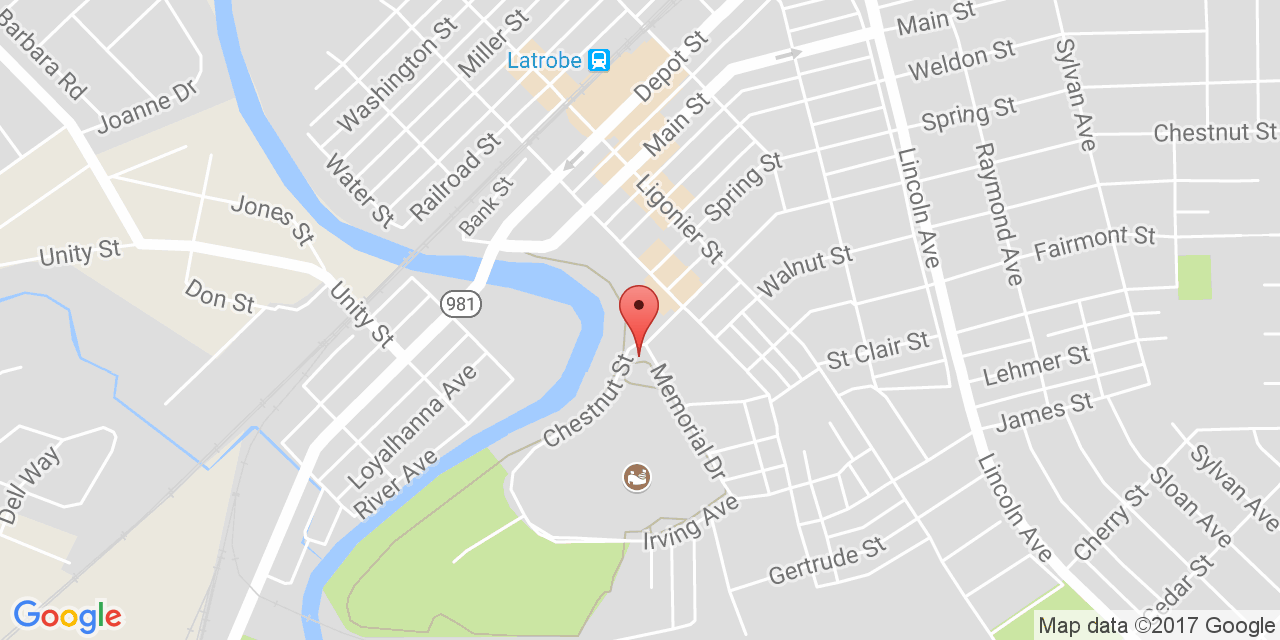 Main St
Barbara Rd
Washington St
Miller St
Latrobe
Depot St
Weldon St
Sylvan Ave
Joanne Dr
Main St
Spring St
Chestnut St
Water St
Railroad St
Bank St
Ligonier St
Spring St
Lincoln Ave
Raymond Ave
Jones St
Unity St
Fairmont St
Walnut St
Don St
Unity St
981
St Clair St
Lehmer St
Chestnut St
Memorial Dr
Loyalhanna Ave
James St
River Ave
Dell Way
Lincoln Ave
Sylvan Ave
Sloan Ave
Cherry St
Irving Ave
Gertrude St
Cedar St
Google
Map data ©2017 Google